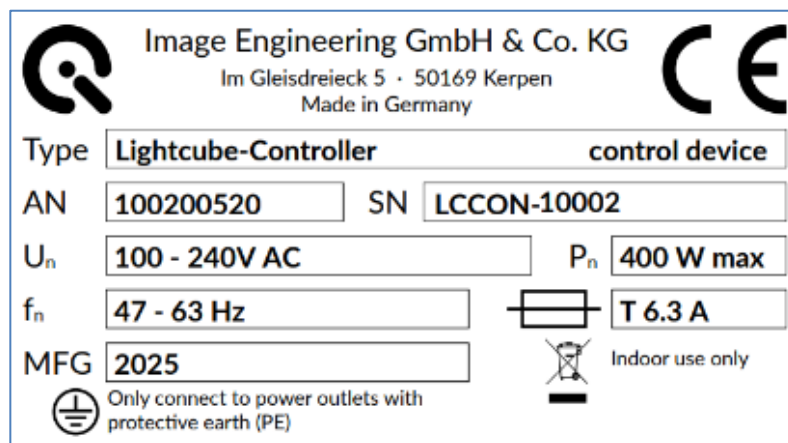 Image Engineering GmbH & Co. KG
Im Gleisdreieck 5 · 50169 Kerpen
Made in Germany
CE
Type Lightcube-Controller control device
AN 100200520 SN LCCON-10002
Uₙ 100 - 240V AC Pₙ 400 W max
fₙ 47 - 63 Hz T 6.3 A
MFG 2025 Indoor use only
Only connect to power outlets with
protective earth (PE)